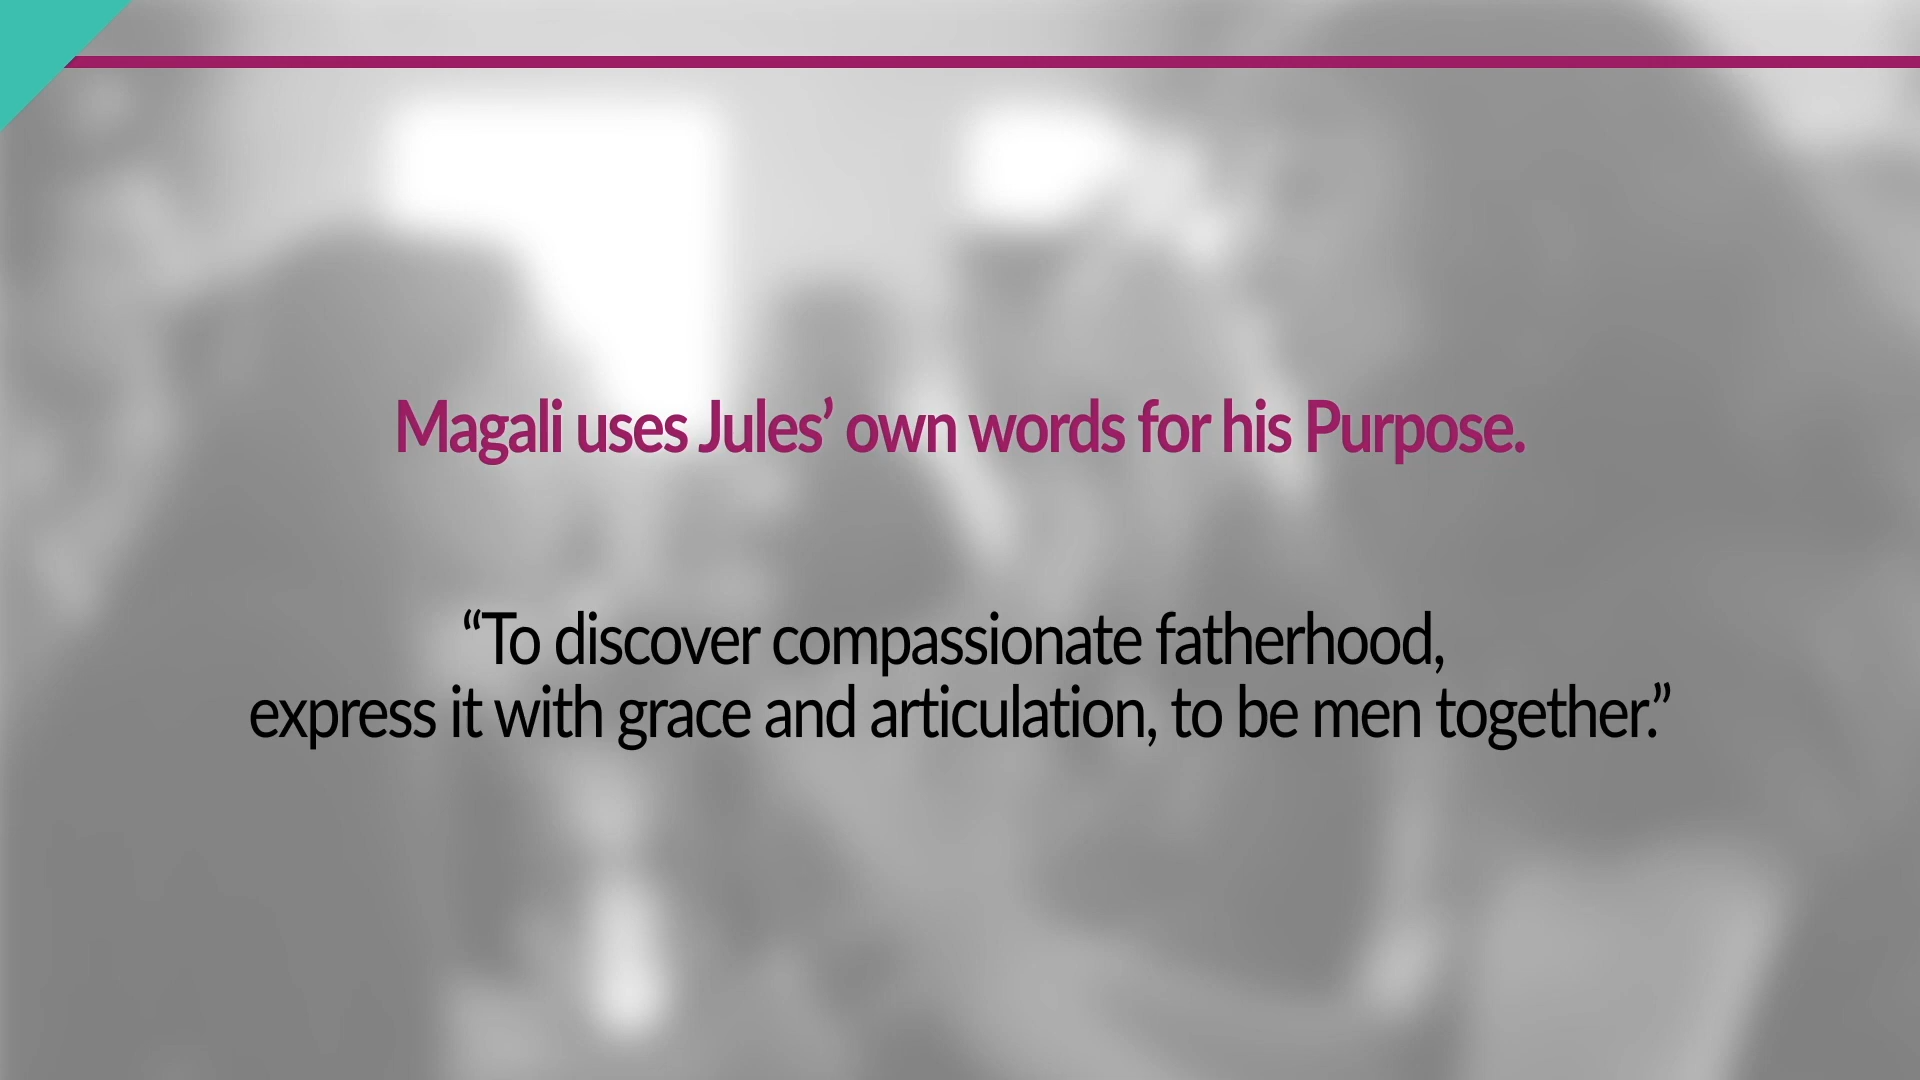 Magali uses Jules’ own words for his Purpose.
“To discover compassionate fatherhood,
express it with grace and articulation, to be men together.”